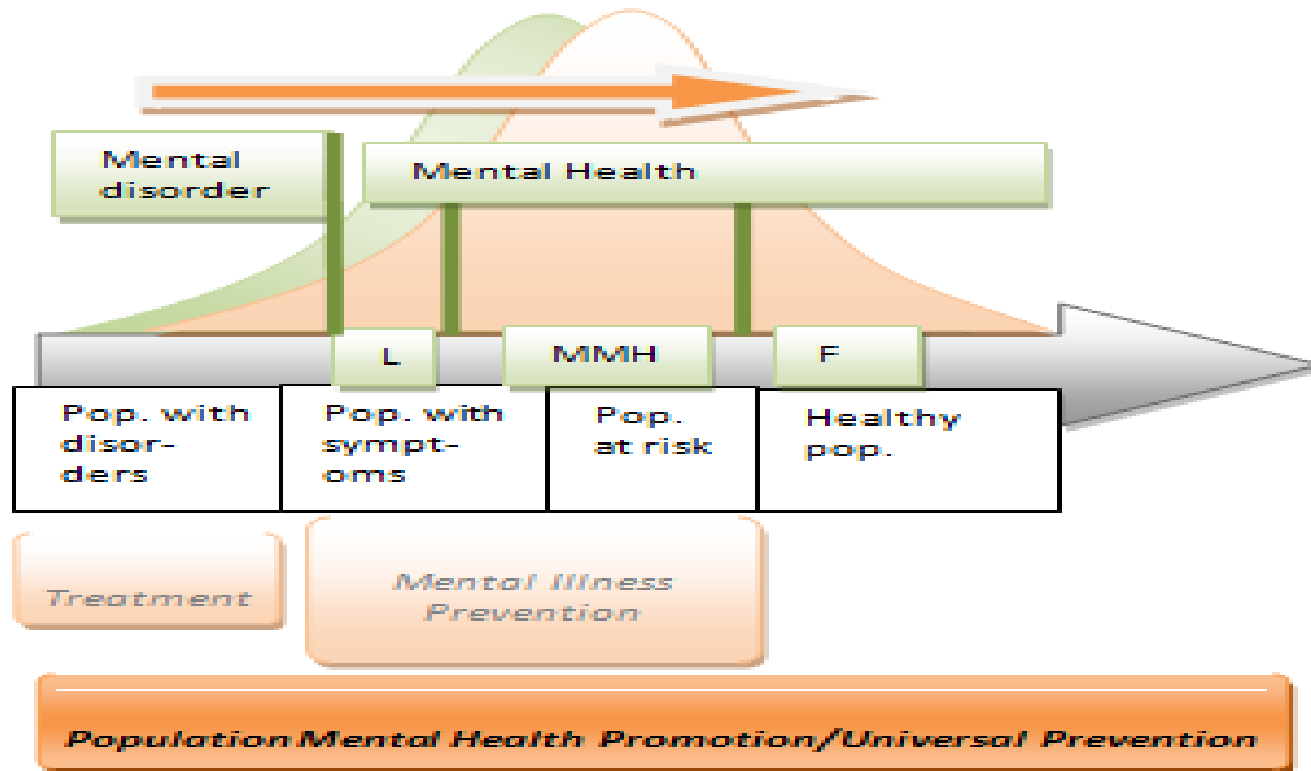 Mental
disorder
Mental Health
L
MMH
F
Pop. with
disor-
ders
Pop. with
sympt-
oms
Pop.
at risk
Healthy
pop.
Treatment
Mental Illness
Prevention
Population Mental Health Promotion/Universal Prevention